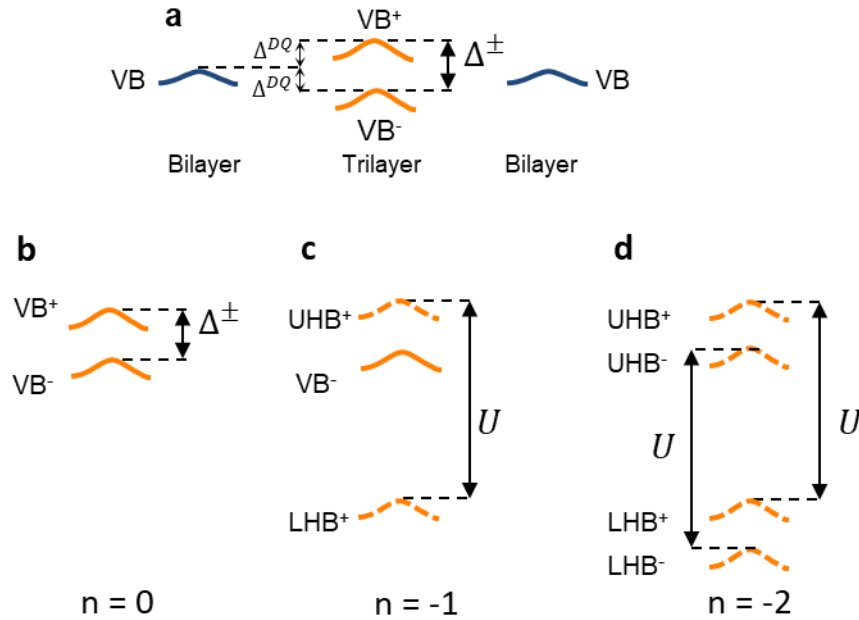 a
VB⁺
Δ^DQ
Δ^±
VB
Δ^DQ
VB
VB⁻
Bilayer
Trilayer
Bilayer
b
c
d
VB⁺
Δ^±
VB⁻
UHB⁺
VB⁻
U
LHB⁺
UHB⁺
UHB⁻
U
U
LHB⁺
LHB⁻
n = 0
n = -1
n = -2